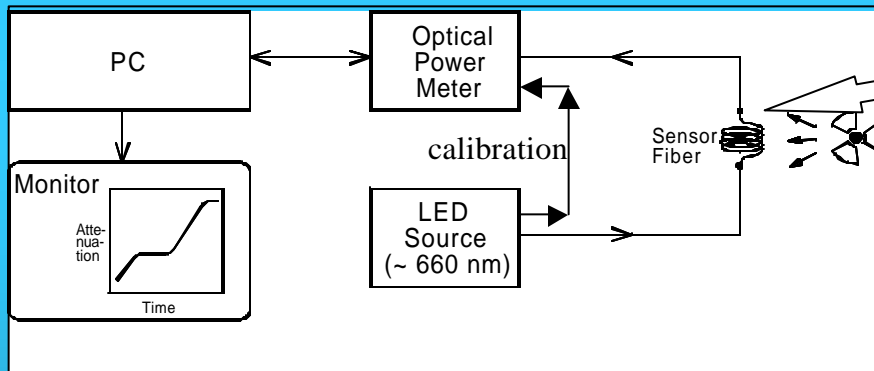 PC
Optical
Power
Meter
Sensor
Fiber
calibration
Monitor
Atte-
nua-
tion
Time
LED
Source
(~ 660 nm)